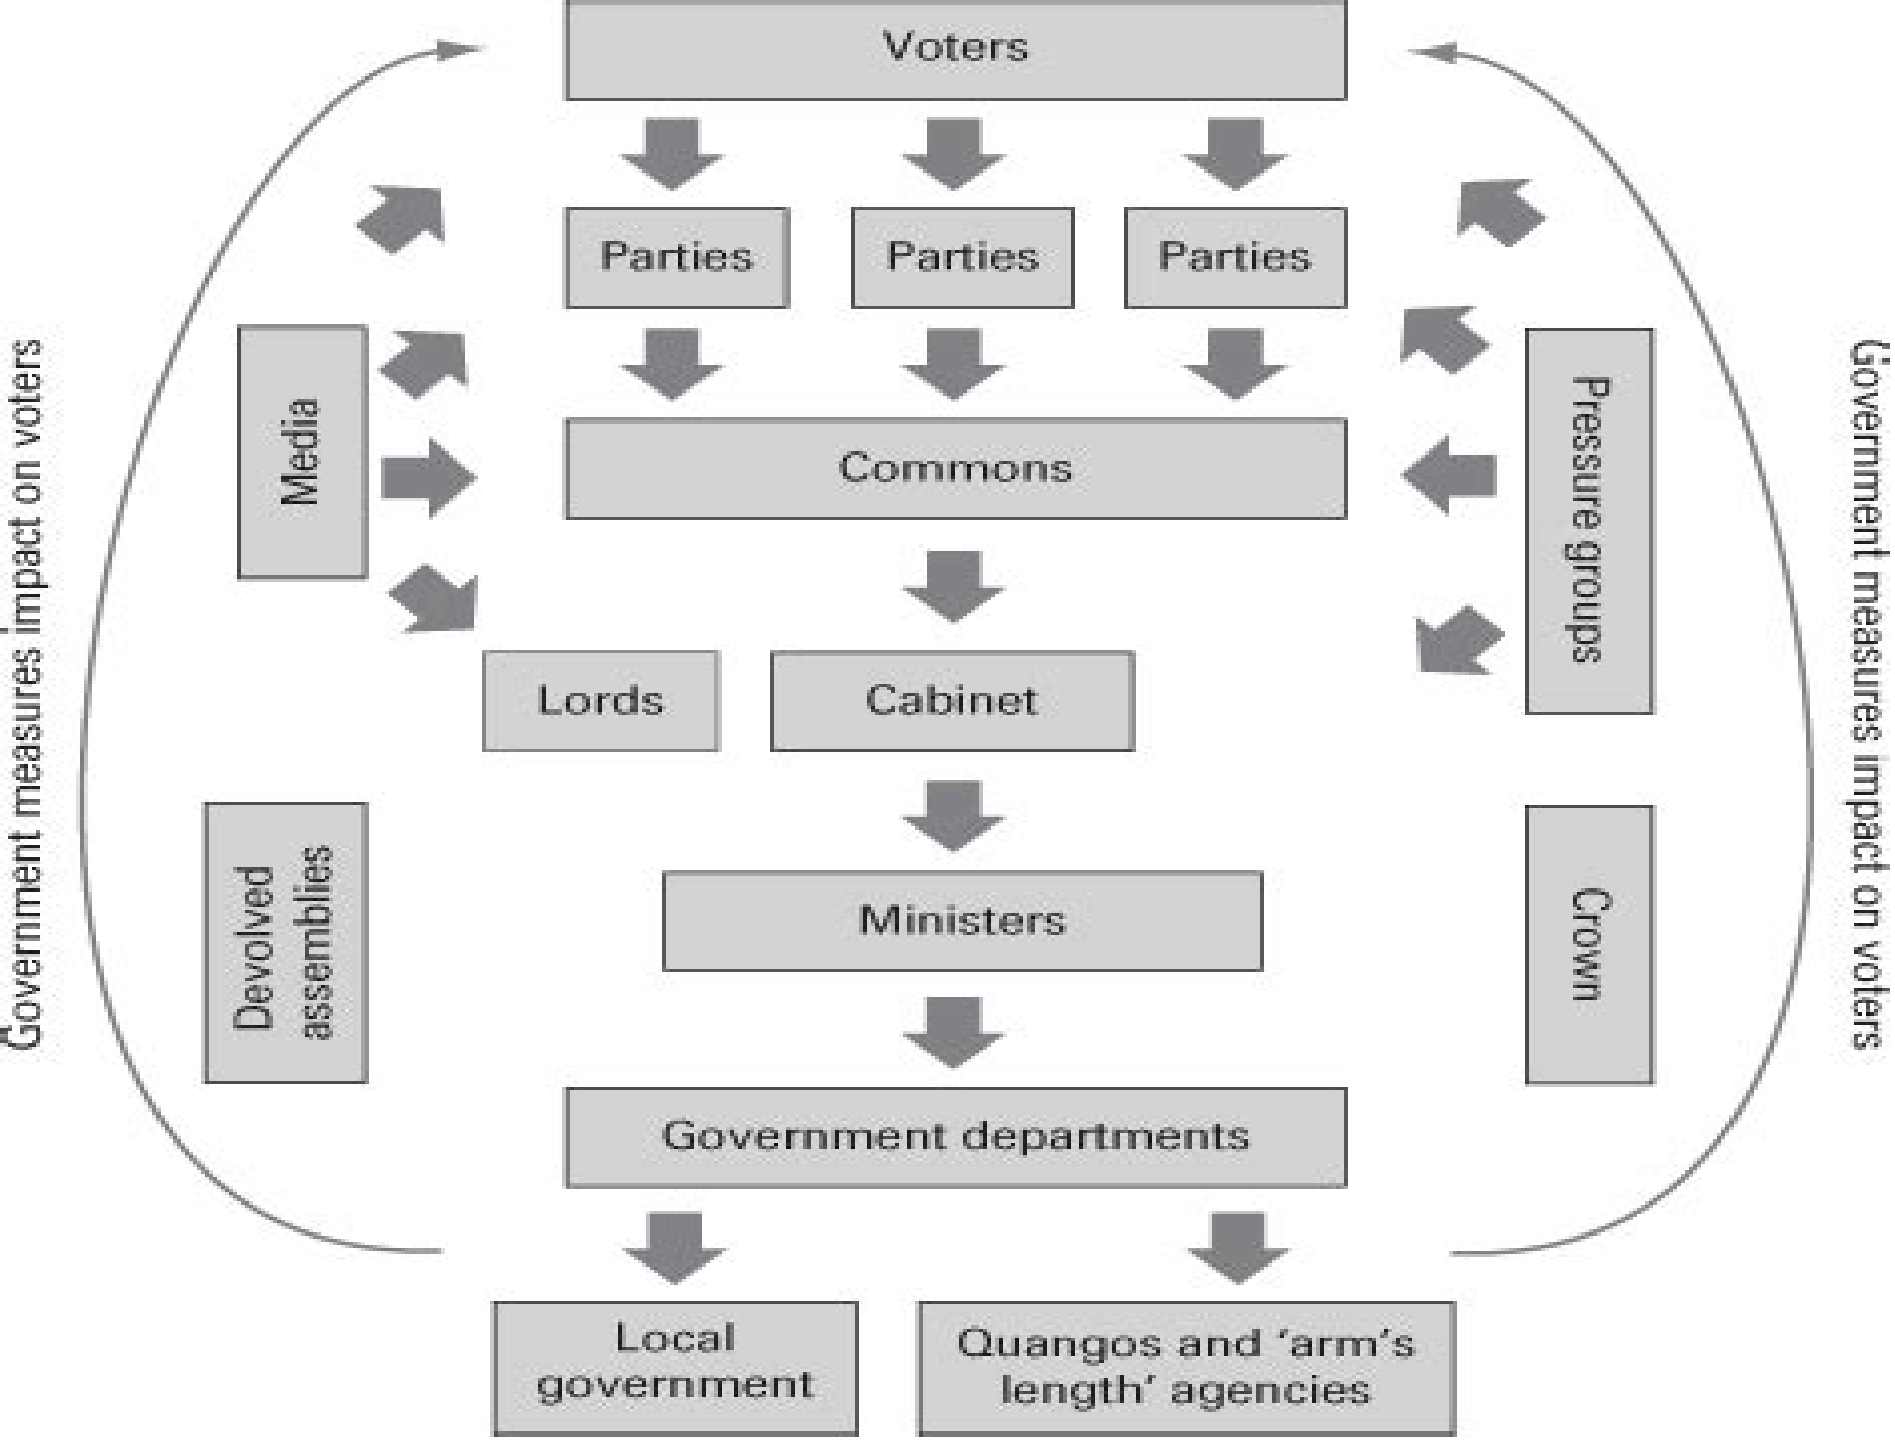 Voters
Parties
Parties
Parties
Government measures impact on voters
Media
Commons
Pressure groups
Government measures impact on voters
Lords
Cabinet
Devolved
assemblies
Ministers
Crown
Government departments
Local
government
Quangos and ‘arm’s
length’ agencies